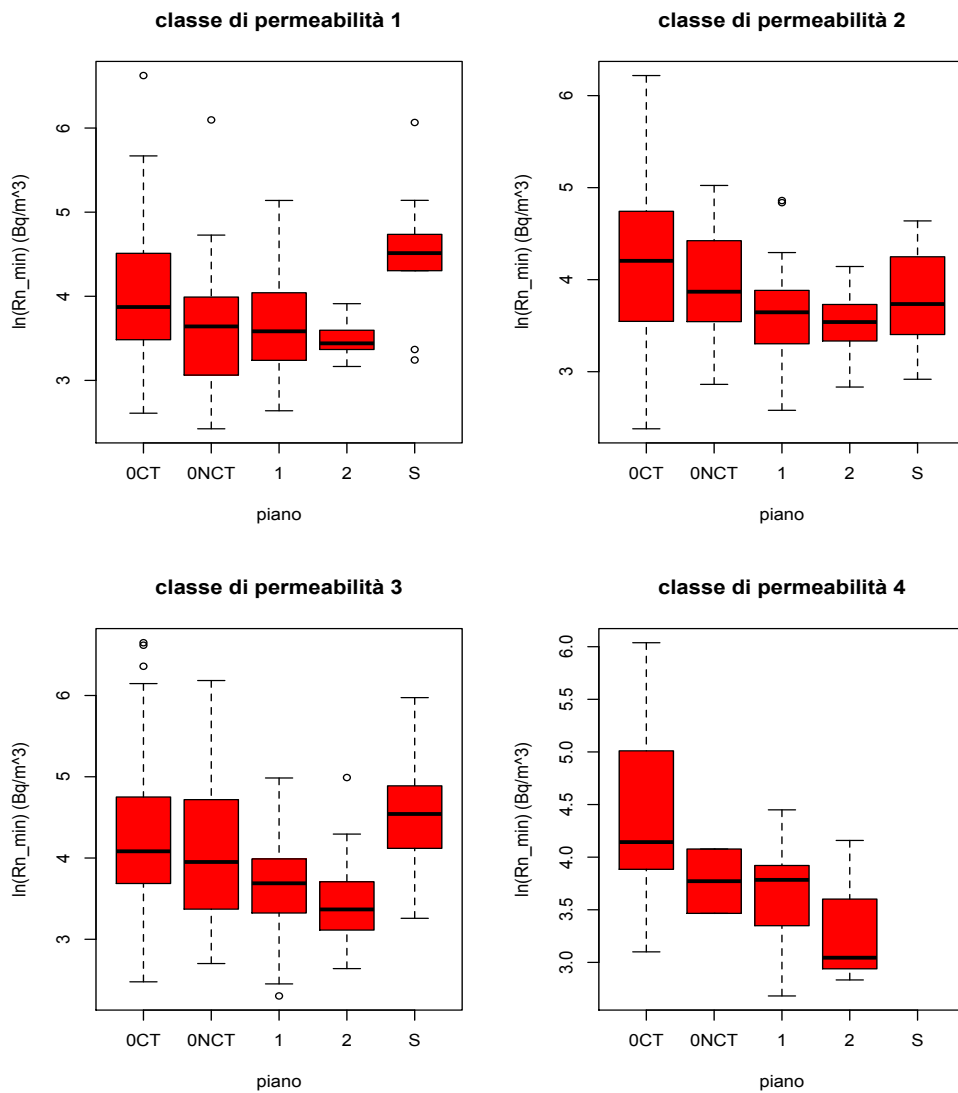 classe di permeabilità 1
ln(Rn_min) (Bq/m^3)
6
5
4
3
0CT 0NCT 1 2 S
piano
classe di permeabilità 2
ln(Rn_min) (Bq/m^3)
6
5
4
3
0CT 0NCT 1 2 S
piano
classe di permeabilità 3
ln(Rn_min) (Bq/m^3)
6
5
4
3
0CT 0NCT 1 2 S
piano
classe di permeabilità 4
ln(Rn_min) (Bq/m^3)
6.0
5.5
5.0
4.5
4.0
3.5
3.0
0CT 0NCT 1 2 S
piano